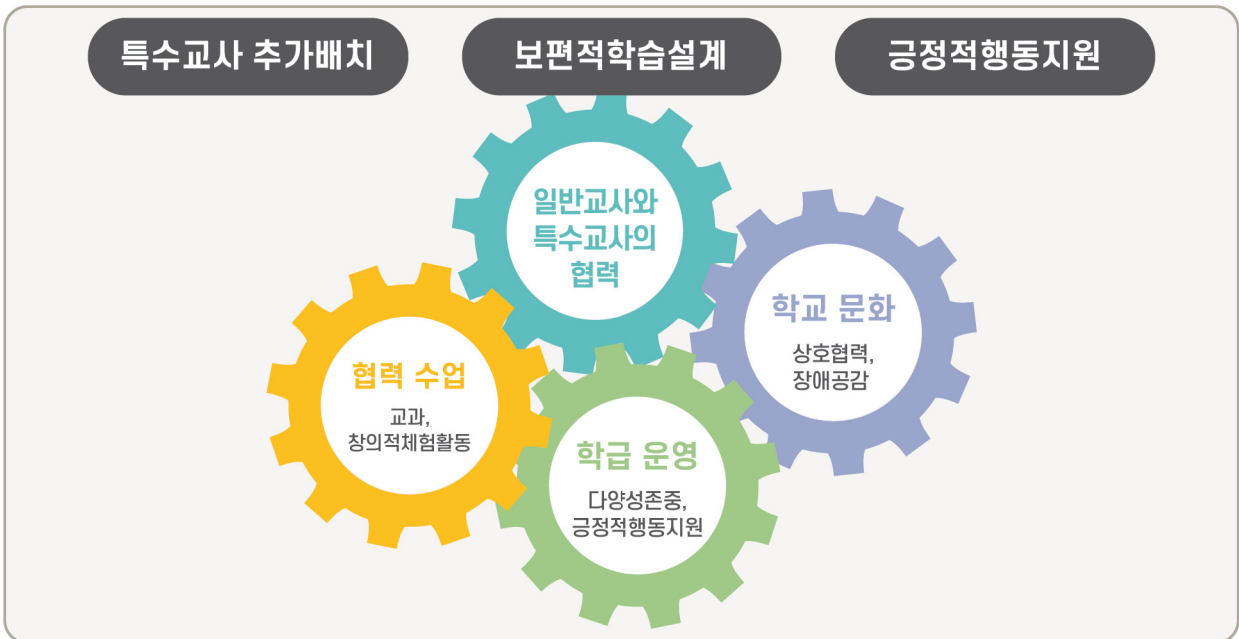 특수교사 추가배치
보편적학습설계
긍정적행동지원
일반교사와
특수교사의
협력
학교 문화
상호협력,
장애공감
협력 수업
교과,
창의적체험활동
학급 운영
다양성존중,
긍정적행동지원